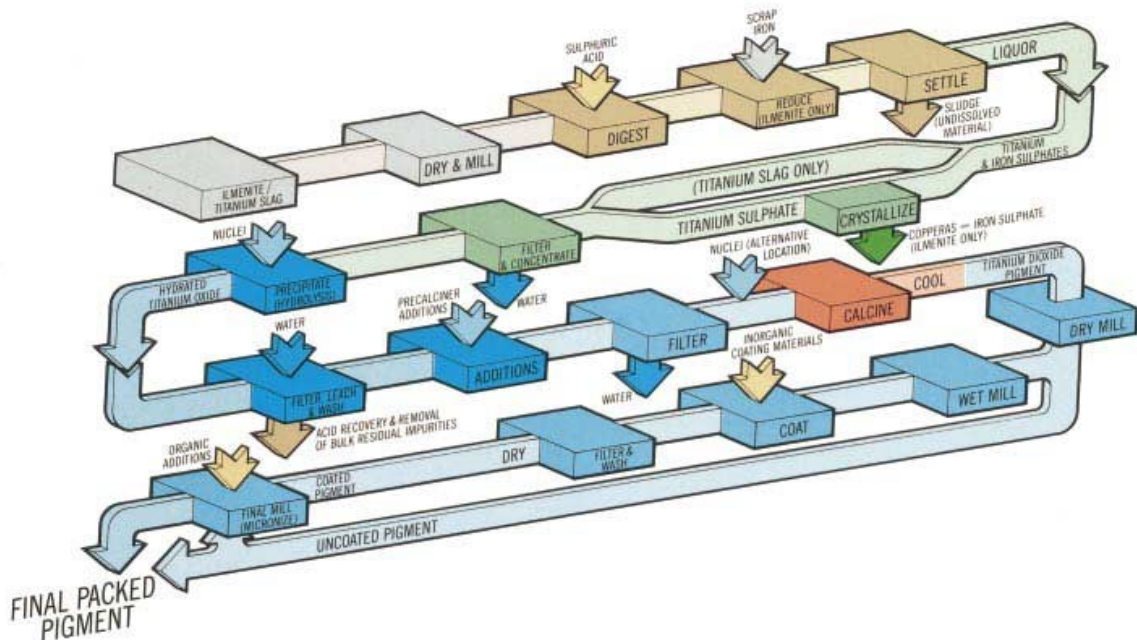 SCRAP
IRON
SULPHURIC
ACID
LIQUOR
SETTLE
REDUCE
(ILMENITE ONLY)
SLUDGE
(UNDISSOLVED
MATERIAL)
DIGEST
DRY & MILL
ILMENITE /
TITANIUM SLAG
TITANIUM
& IRON SULPHATES
(TITANIUM SLAG ONLY)
TITANIUM SULPHATE
CRYSTALLIZE
COPPERAS — IRON SULPHATE
(ILMENITE ONLY)
NUCLEI
FILTER
& CONCENTRATE
NUCLEI (ALTERNATIVE
LOCATION)
HYDRATED
TITANIUM OXIDE
PRECIPITATE
(HYDROLYSIS)
WATER
PRECALCINER
ADDITIONS
COOL
TITANIUM DIOXIDE
PIGMENT
CALCINE
DRY MILL
WATER
FILTER
INORGANIC
COATING MATERIALS
ADDITIONS
FILTER, LEACH
& WASH
WATER
WET MILL
ACID RECOVERY & REMOVAL
OF BULK RESIDUAL IMPURITIES
COAT
ORGANIC
ADDITIONS
DRY
FILTER &
WASH
COATED
PIGMENT
FINAL MILL
(MICRONIZE)
UNCOATED PIGMENT
FINAL PACKED
PIGMENT